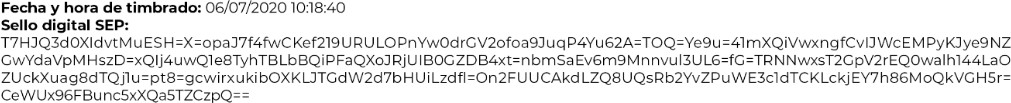 Fecha y hora de timbrado: 06/07/2020 10:18:40
Sello digital SEP:
T7HJQ3d0XIdvtMuESH=X=opaJ7f4fwCKef219URULOPnYw0drGV2ofoa9JuqP4Yu62A=TOQ=Ye9u=41mXQiVwxngfCvIJWcEMPyKJye9NZ
GwYdaVpMHszD=xQIj4uwQ1e8TyhTBLbBQiPFaQXoJRjUIB0GZDB4xt=nbmSaEv6m9Mnnvul3UL6=fG=TRNNwxsT2GpV2rEQ0walh144LaO
ZUckXuag8dTQj1u=pt8=gcwirxukibOXKLJTGdW2d7bHUiLzdfl=On2FUUCAkdLZQ8UQsRb2YvZPuWE3c1dTCKLckjEY7h86MoQkVGH5r=
CeWUx96FBunc5xXQa5TZCzpQ==